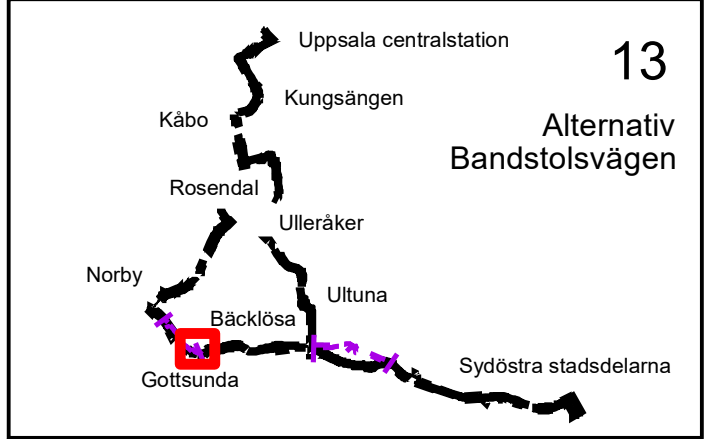 Uppsala centralstation
13
Kungsängen
Kåbo
Alternativ
Bandstolsvägen
Rosendal
Ulleråker
Norby
Ultuna
Bäcklösa
Sydöstra stadsdelarna
Gottsunda